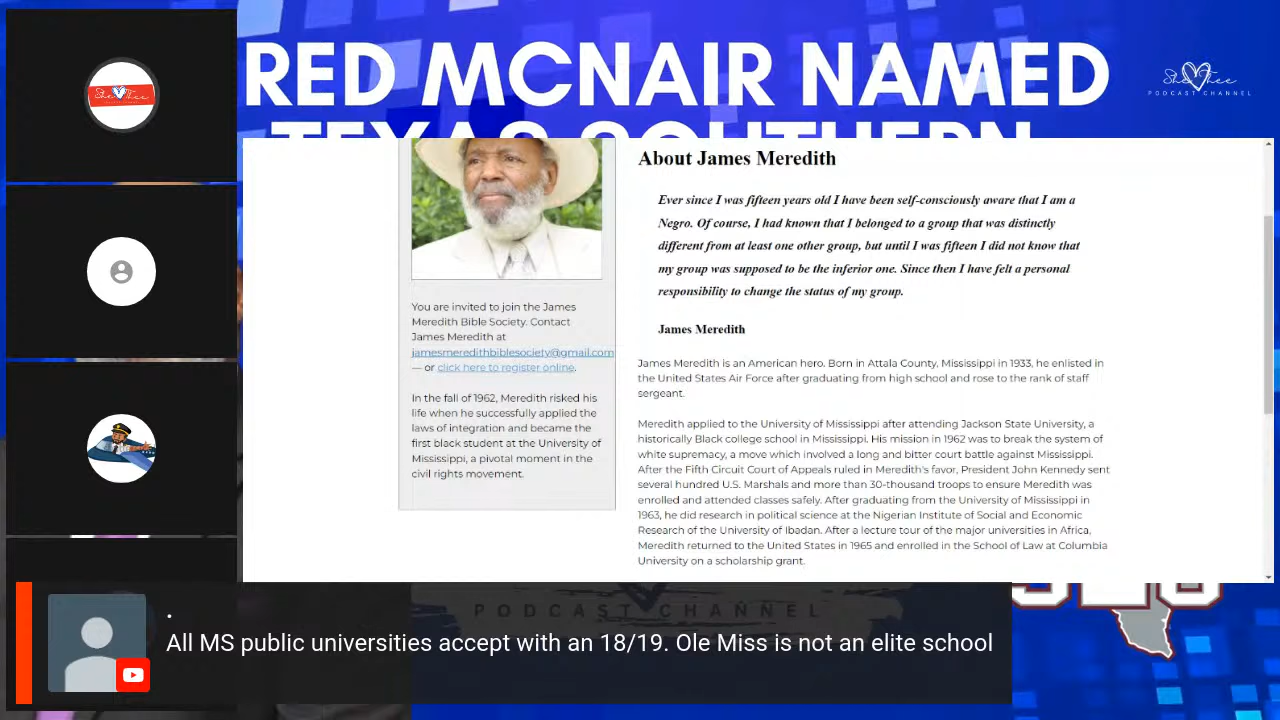 RED MCNAIR NAMED
TEXAS SOUTHERN
She & Thee
PODCAST CHANNEL
About James Meredith
Ever since I was fifteen years old I have been self-consciously aware that I am a
Negro. Of course, I had known that I belonged to a group that was distinctly
different from at least one other group, but until I was fifteen I did not know that
my group was supposed to be the inferior one. Since then I have felt a personal
responsibility to change the status of my group.
James Meredith
You are invited to join the James
Meredith Bible Society. Contact
James Meredith at
jamesmeredithbiblesociety@gmail.com
— or click here to register online.
In the fall of 1962, Meredith risked his
life when he successfully applied the
laws of integration and became the
first black student at the University of
Mississippi, a pivotal moment in the
civil rights movement.
James Meredith is an American hero. Born in Attala County, Mississippi in 1933, he enlisted in
the United States Air Force after graduating from high school and rose to the rank of staff
sergeant.
Meredith applied to the University of Mississippi after attending Jackson State University, a
historically Black college school in Mississippi. His mission in 1962 was to break the system of
white supremacy, a move which involved a long and bitter court battle against Mississippi.
After the Fifth Circuit Court of Appeals ruled in Meredith's favor, President John Kennedy sent
several hundred U.S. Marshals and more than 30-thousand troops to ensure Meredith was
enrolled and attended classes safely. After graduating from the University of Mississippi in
1963, he did research in political science at the Nigerian Institute of Social and Economic
Research of the University of Ibadan. After a lecture tour of the major universities in Africa,
Meredith returned to the United States in 1965 and enrolled in the School of Law at Columbia
University on a scholarship grant.
PODCAST CHANNEL
.
All MS public universities accept with an 18/19. Ole Miss is not an elite school